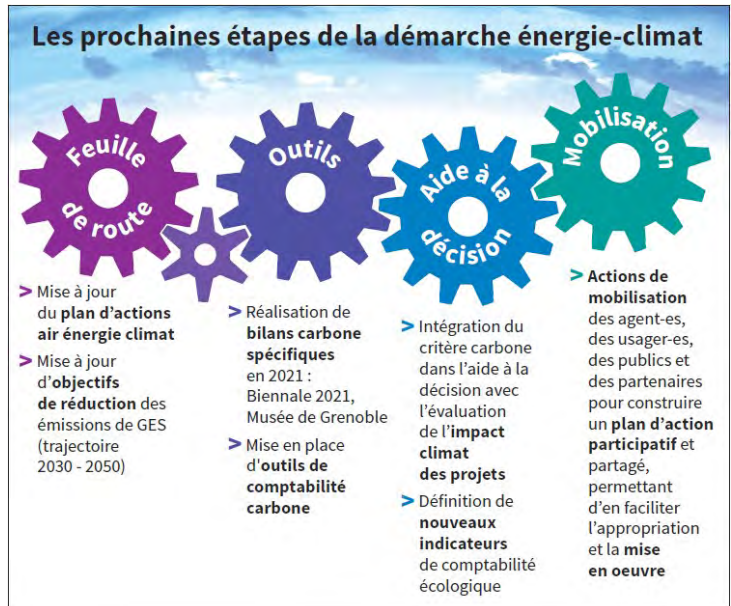 Les prochaines étapes de la démarche énergie-climat
Feuille
de route
> Mise à jour
du plan d'actions
air énergie climat
> Mise à jour
d'objectifs
de réduction des
émissions de GES
(trajectoire
2030 - 2050)
Outils
> Réalisation de
bilans carbone
spécifiques
en 2021 :
Biennale 2021,
Musée de Grenoble
> Mise en place
d'outils de
comptabilité
carbone
Aide à la
décision
> Intégration du
critère carbone
dans l'aide à la
décision avec
l'évaluation
de l'impact
climat
des projets
> Définition de
nouveaux
indicateurs
de comptabilité
écologique
Mobilisation
> Actions de
mobilisation
des agent-es,
des usager-es,
des publics et
des partenaires
pour construire
un plan d'action
participatif et
partagé,
permettant
d'en faciliter
l'appropriation
et la mise
en oeuvre